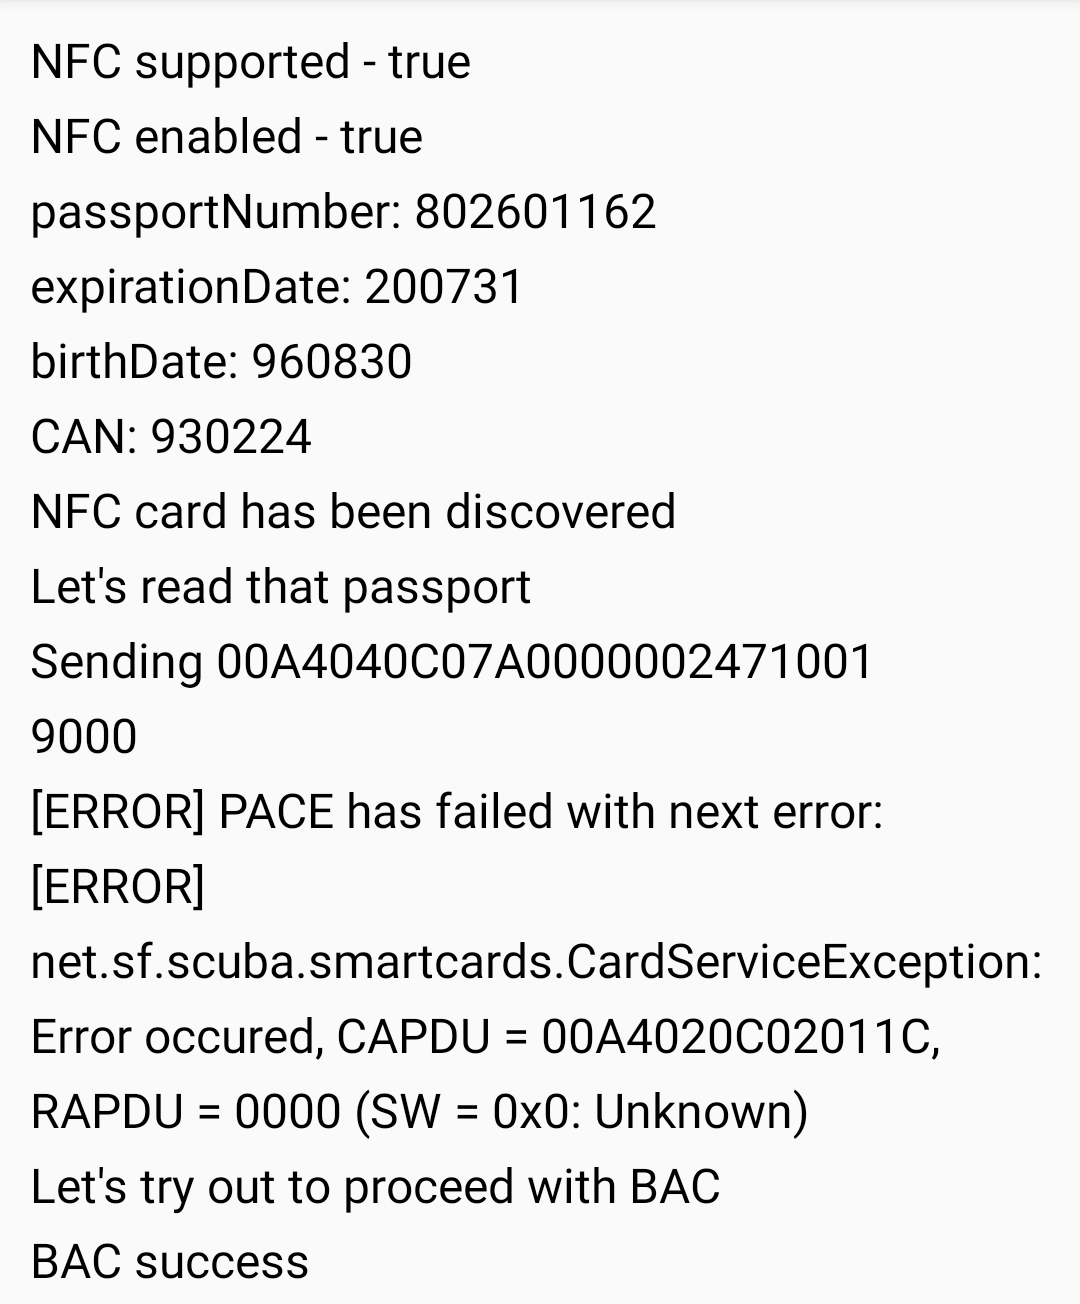 NFC supported - true
NFC enabled - true
passportNumber: 802601162
expirationDate: 200731
birthDate: 960830
CAN: 930224
NFC card has been discovered
Let's read that passport
Sending 00A4040C07A0000002471001
9000
[ERROR] PACE has failed with next error:
[ERROR]
net.sf.scuba.smartcards.CardServiceException:
Error occured, CAPDU = 00A4020C02011C,
RAPDU = 0000 (SW = 0x0: Unknown)
Let's try out to proceed with BAC
BAC success